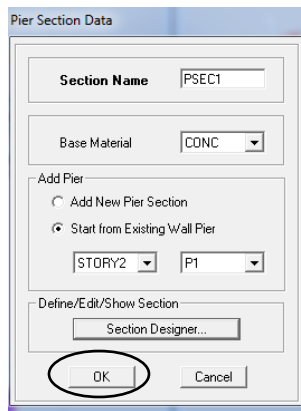 Pier Section Data
Section Name PSEC1
Base Material CONC
Add Pier
Add New Pier Section
Start from Existing Wall Pier
STORY2 P1
Define/Edit/Show Section
Section Designer...
OK Cancel